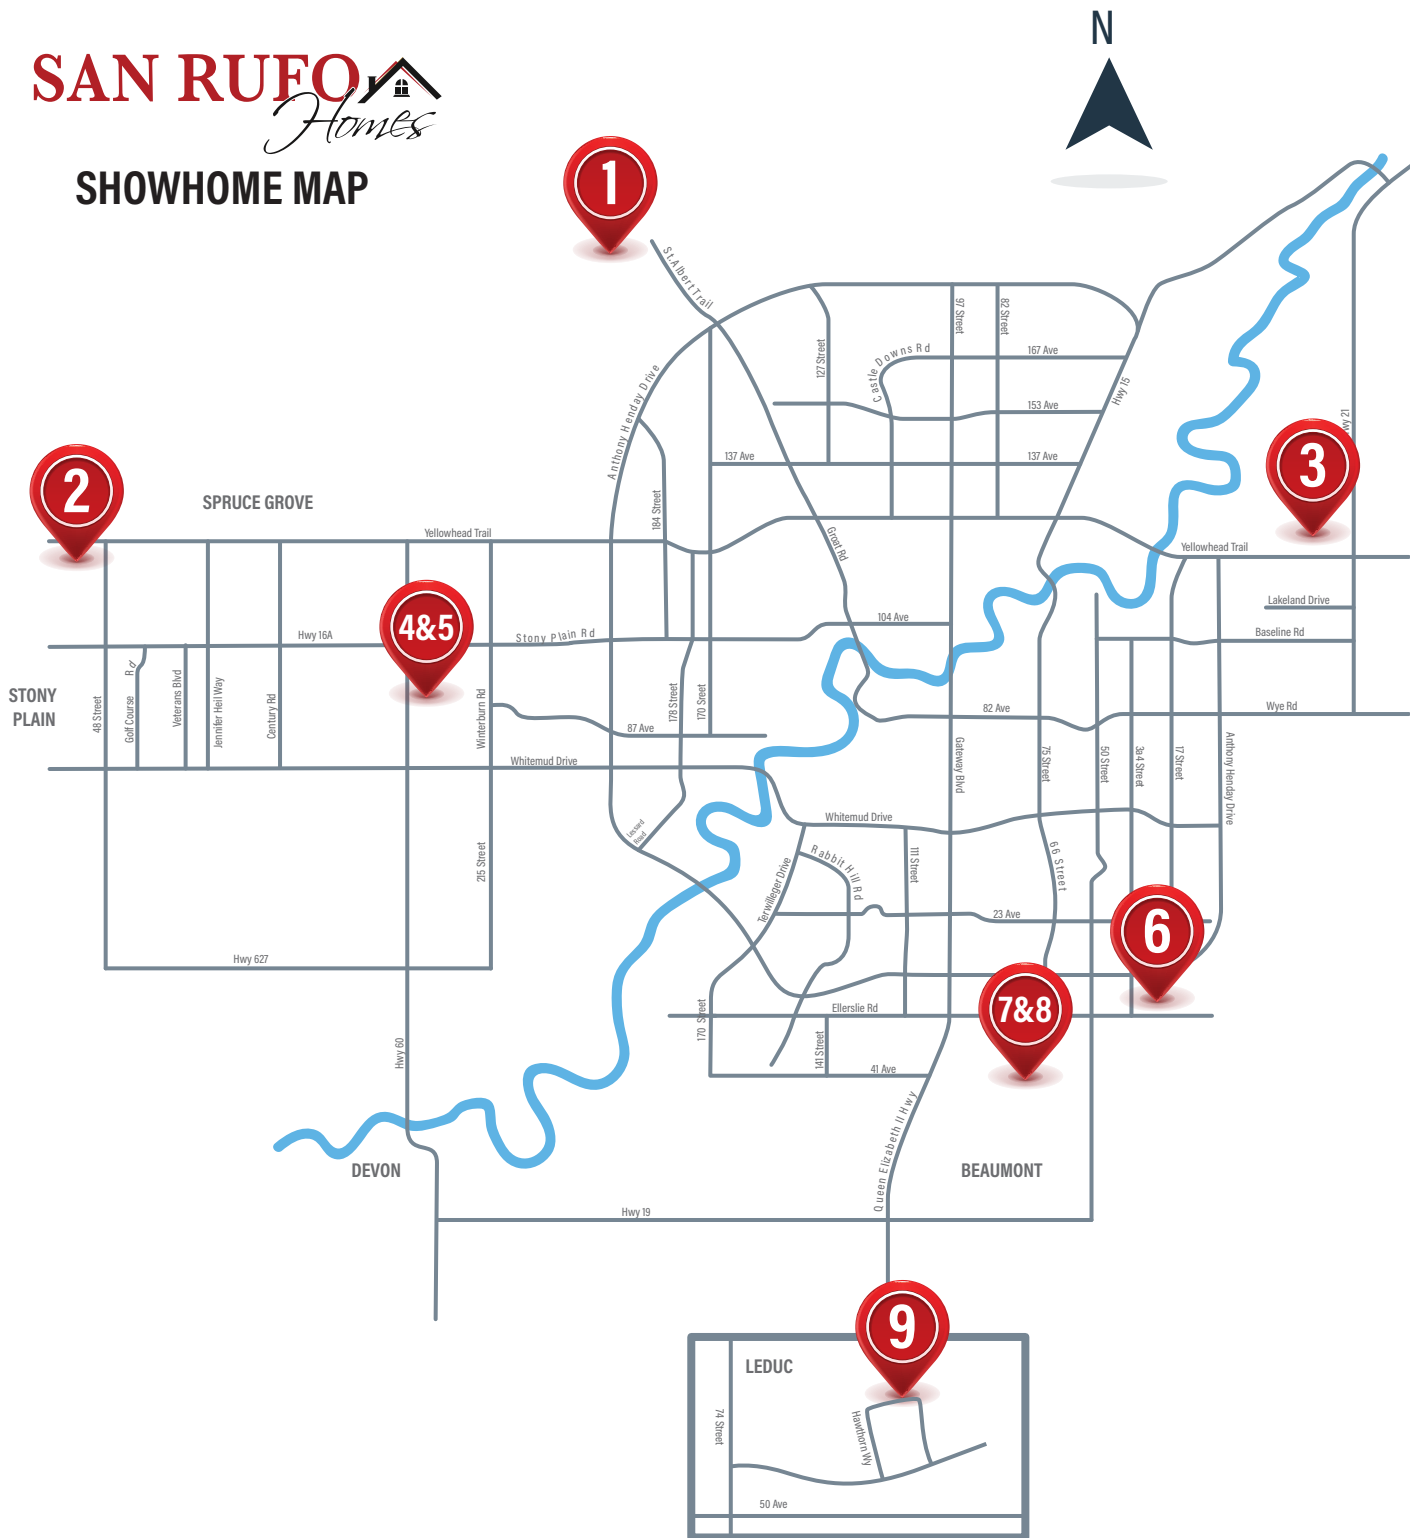 N
SAN RUFO
Homes
SHOWHOME MAP
1
St. Albert Trail
97 Street
82 Street
127 Street
Castle Downs Rd
167 Ave
Anthony Henday Drive
Hwy 15
153 Ave
wy 21
137 Ave
137 Ave
3
2
SPRUCE GROVE
184 Street
Yellowhead Trail
Groat Rd
Yellowhead Trail
4&5
Lakeland Drive
104 Ave
Hwy 16A
Stony Plain Rd
Baseline Rd
STONY
PLAIN
48 Street
Golf Course Rd
Veterans Blvd
Jennifer Heil Way
Century Rd
Winterburn Rd
178 Street
170 Sreet
82 Ave
Wye Rd
87 Ave
Whitemud Drive
Gateway Blvd
75 Street
50 Street
3a4 Street
17 Street
Anthony Henday Drive
Whitemud Drive
Lessard
Road
215 Street
Terwilleger Drive
Rabbit Hill Rd
111 Street
66 Street
23 Ave
6
Hwy 627
7&8
170 Street
Ellerslie Rd
141 Street
41 Ave
Hwy 60
Queen Elizabeth II Hwy
DEVON
BEAUMONT
Hwy 19
9
LEDUC
74 Street
Hawthorn Wy
50 Ave